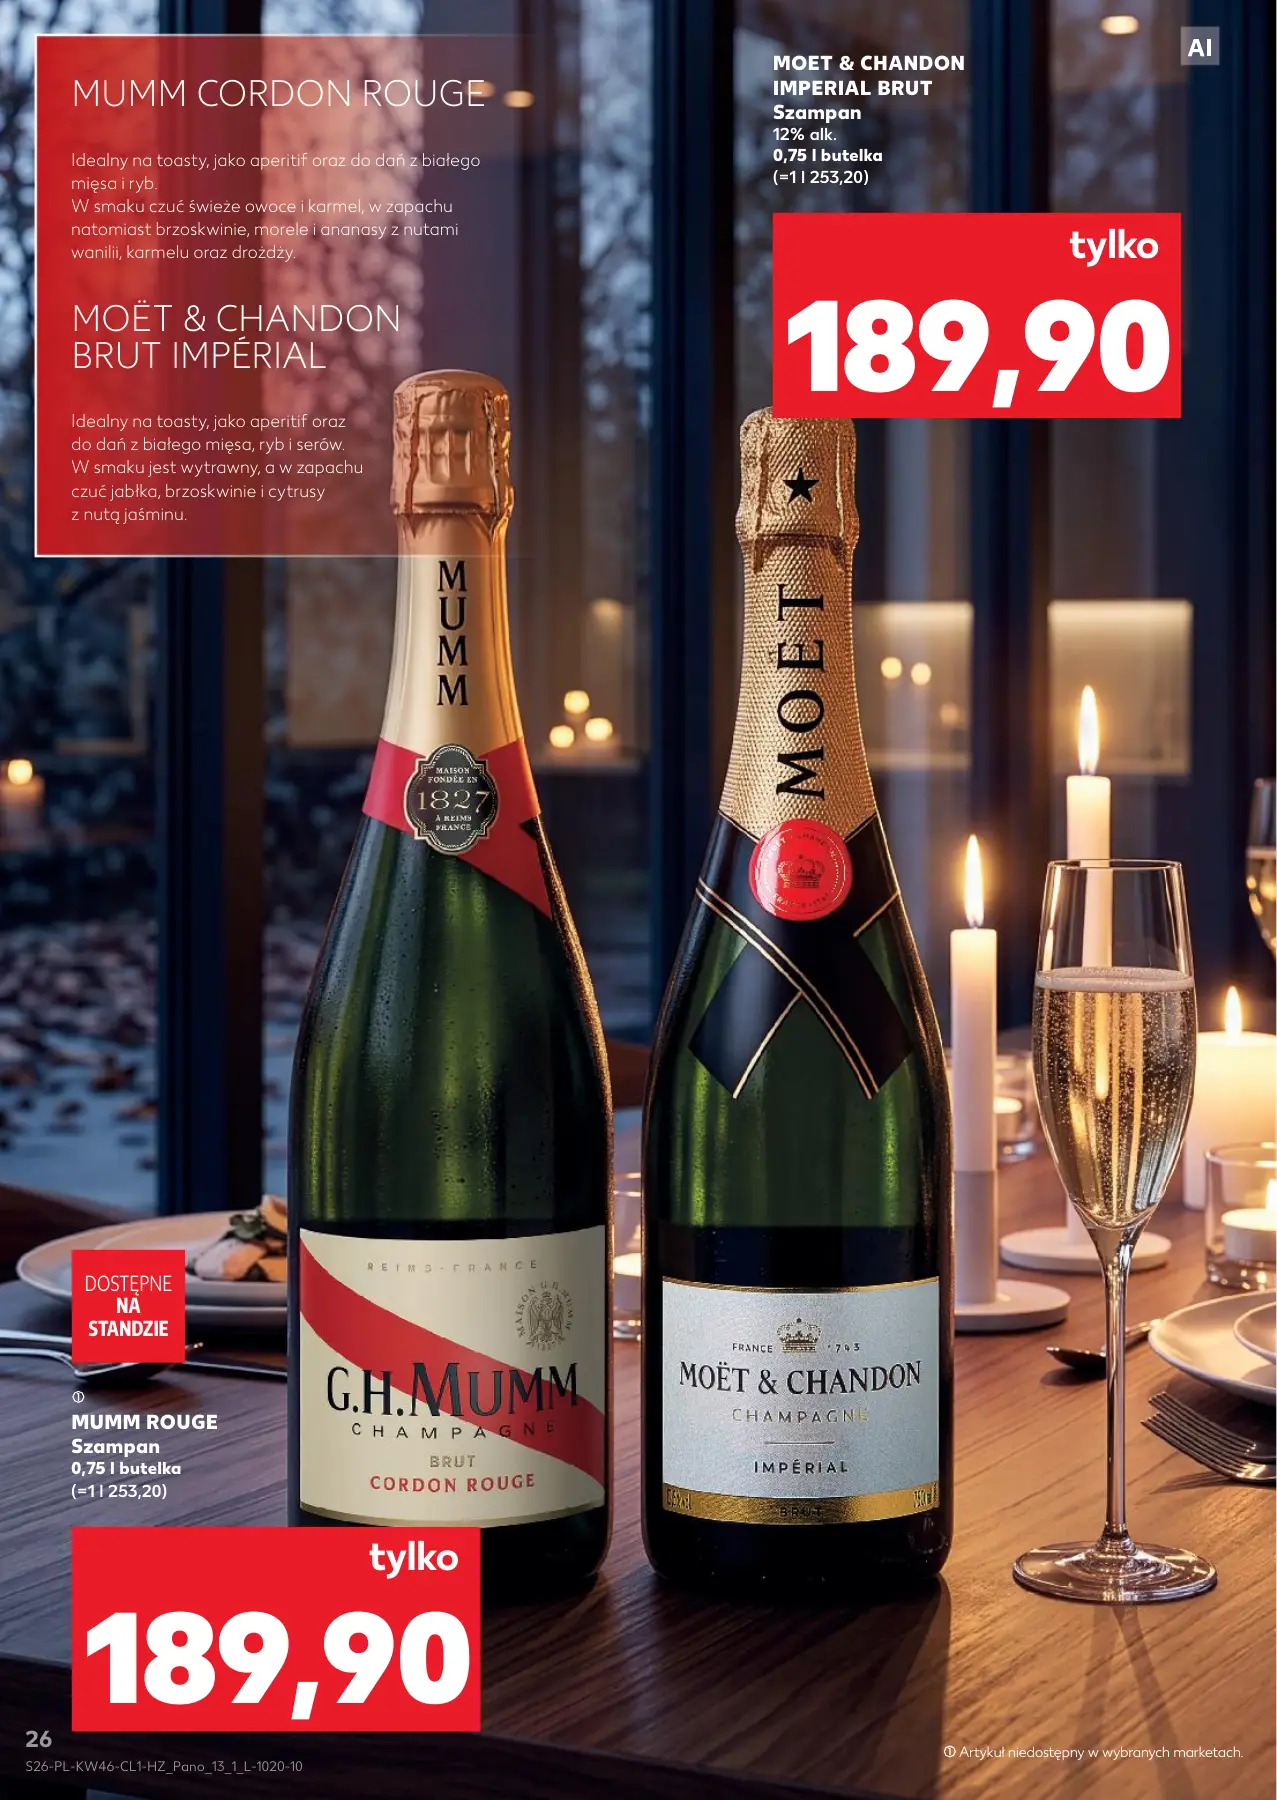 MUMM CORDON ROUGE
Idealny na toasty, jako aperitif oraz do dań z białego
mięsa i ryb.
W smaku czuć świeże owoce i karmel, w zapachu
natomiast brzoskwinie, morele i ananasy z nutami
wanilii, karmelu oraz drożdży.
MOËT & CHANDON
BRUT IMPÉRIAL
Idealny na toasty, jako aperitif oraz
do dań z białego mięsa, ryb i serów.
W smaku jest wytrawny, a w zapachu
czuć jabłka, brzoskwinie i cytrusy
z nutą jaśminu.
AI
MOET & CHANDON
IMPERIAL BRUT
Szampan
12% alk.
0,75 l butelka
(=1 l 253,20)
tylko
189,90
MUMM
MAISON
FONDÉE EN
1827
À REIMS
FRANCE
REIMS-FRANCE
MAISON G.H. MUMM
1827
G.H.MUMM
CHAMPAGNE
BRUT
CORDON ROUGE
★
MOET
FRANCE 1743
MOËT & CHANDON
CHAMPAGNE
IMPÉRIAL
BRUT
DOSTĘPNE
NA
STANDZIE
①
MUMM ROUGE
Szampan
0,75 l butelka
(=1 l 253,20)
tylko
189,90
26
S26-PL-KW46-CL1-HZ_Pano_13_1_L-1020-10
① Artykuł niedostępny w wybranych marketach.